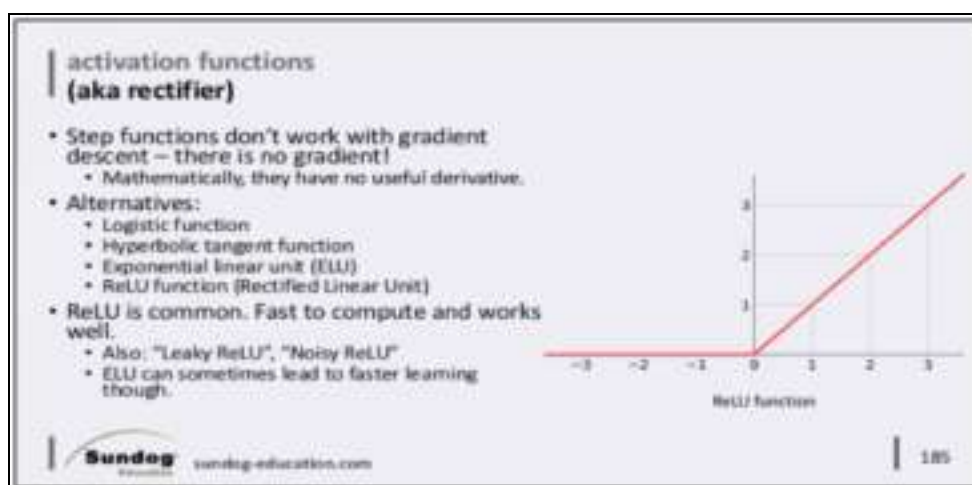 activation functions
(aka rectifier)
• Step functions don't work with gradient
descent – there is no gradient!
• Mathematically, they have no useful derivative.
• Alternatives:
• Logistic function
• Hyperbolic tangent function
• Exponential linear unit (ELU)
• ReLU function (Rectified Linear Unit)
• ReLU is common. Fast to compute and works
well.
• Also: "Leaky ReLU", "Noisy ReLU"
• ELU can sometimes lead to faster learning
though.
3
2
1
−3 −2 −1 0 1 2 3
ReLU function
Sundog
Education
sundog-education.com
185